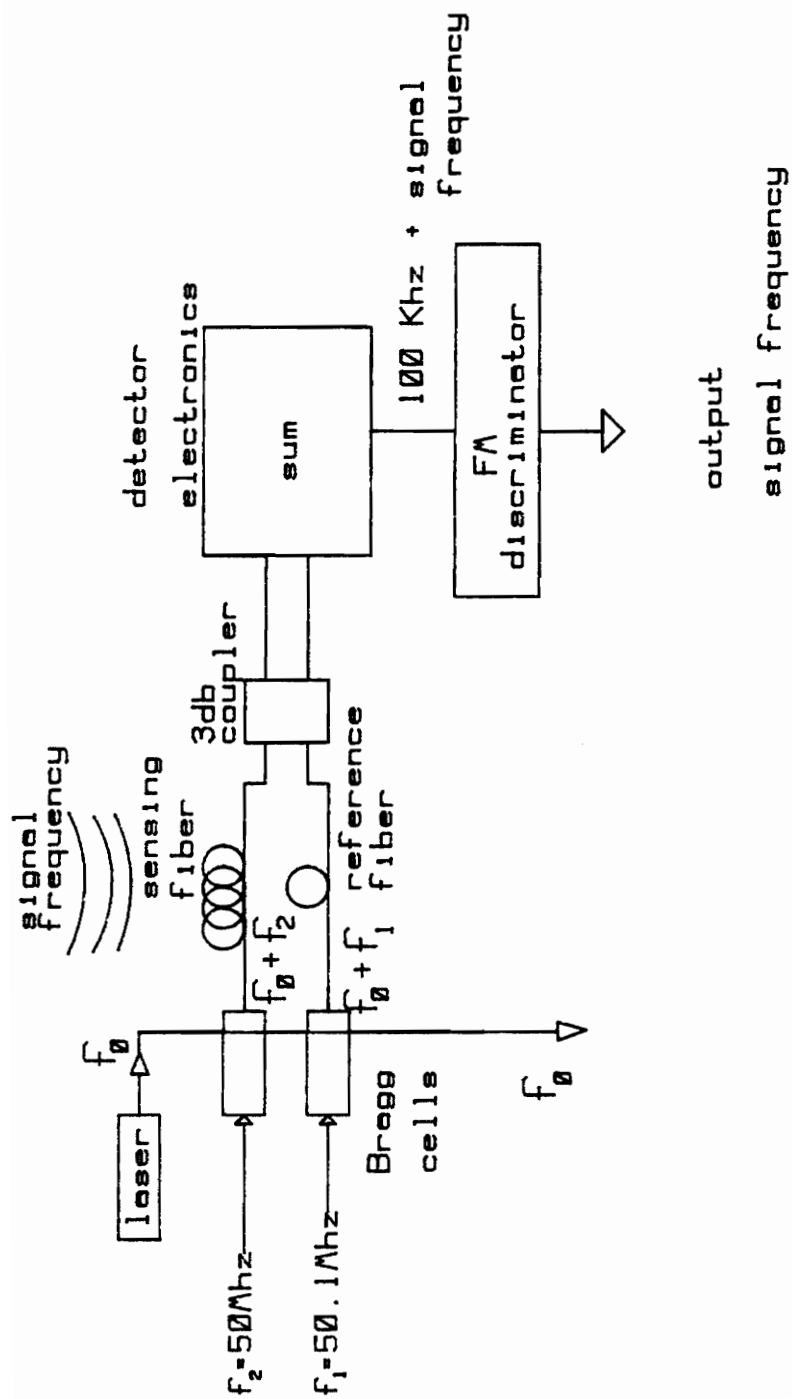 signal
frequency
sensing
fiber
laser
f₀
f₂=50Mhz
f₀ + f₂
3db
coupler
detector
electronics
sum
f₁=50.1Mhz
f₀ + f₁
reference
fiber
Bragg
cells
f₀
100 Khz + signal
frequency
FM
discriminator
output
signal frequency